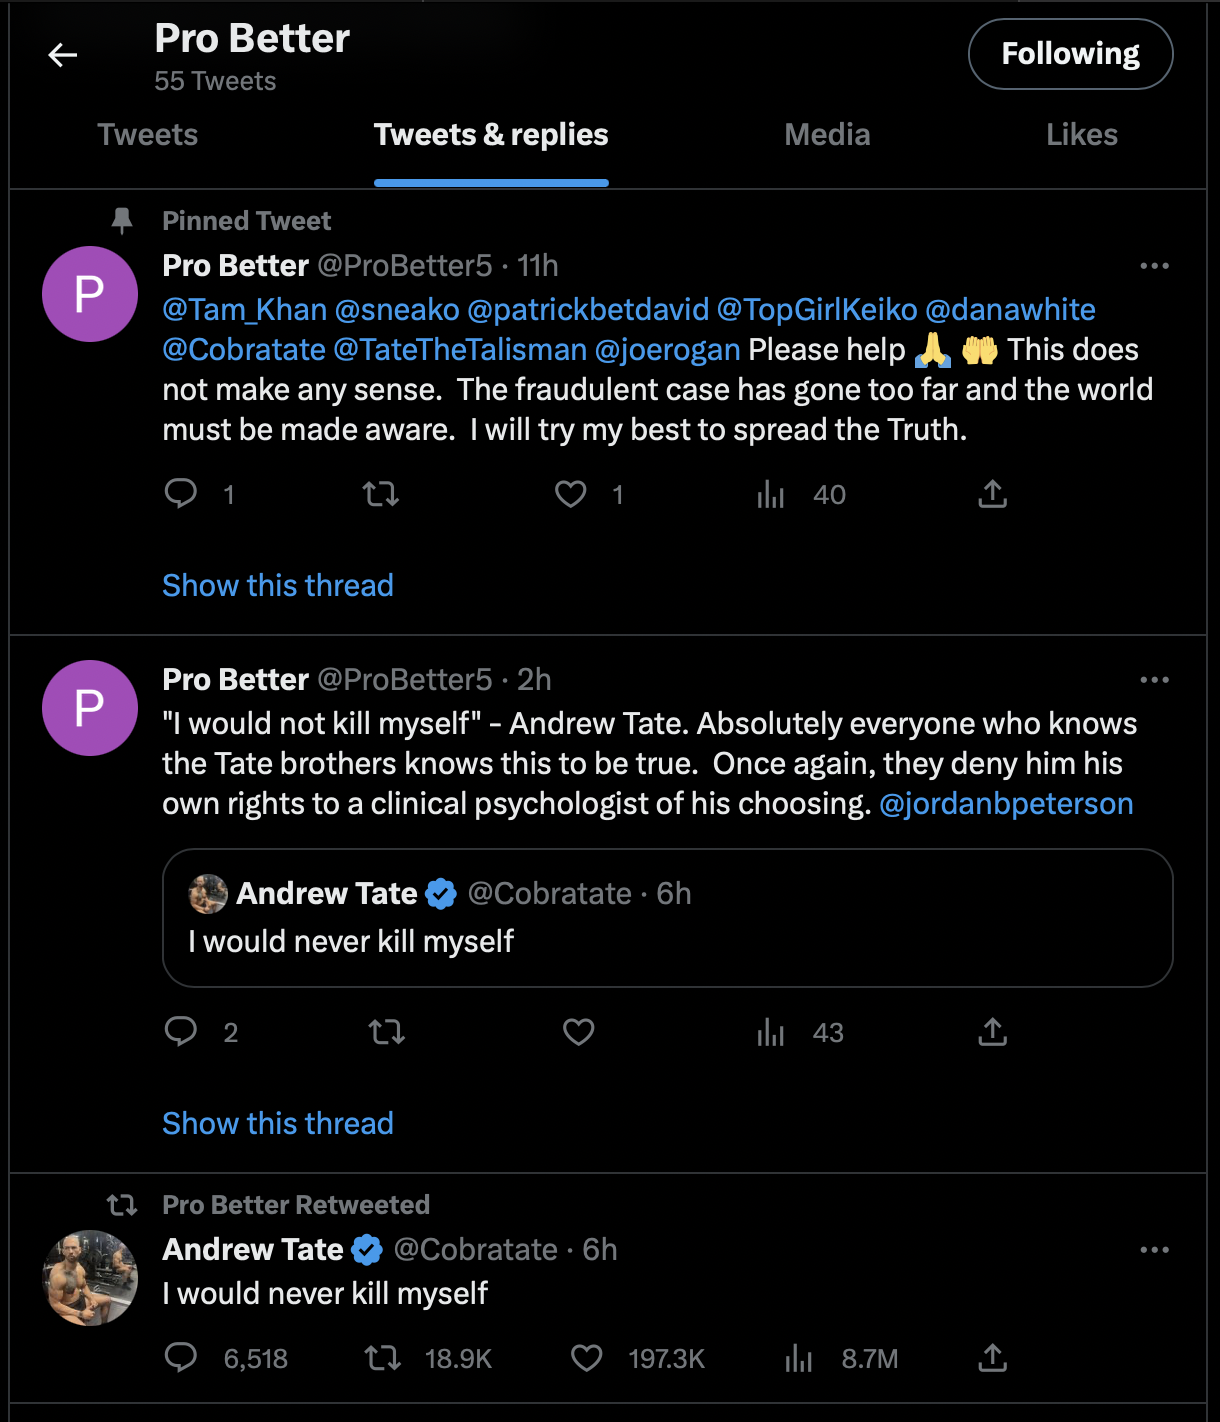 Pro Better
55 Tweets
Following
Tweets
Tweets & replies
Media
Likes
Pinned Tweet
P
Pro Better @ProBetter5 · 11h
@Tam_Khan @sneako @patrickbetdavid @TopGirlKeiko @danawhite
@Cobratate @TateTheTalisman @joerogan Please help 🙏 🤲 This does
not make any sense.  The fraudulent case has gone too far and the world
must be made aware.  I will try my best to spread the Truth.
1
1
40
Show this thread
P
Pro Better @ProBetter5 · 2h
"I would not kill myself" - Andrew Tate. Absolutely everyone who knows
the Tate brothers knows this to be true.  Once again, they deny him his
own rights to a clinical psychologist of his choosing. @jordanbpeterson
Andrew Tate @Cobratate · 6h
I would never kill myself
2
43
Show this thread
Pro Better Retweeted
Andrew Tate @Cobratate · 6h
I would never kill myself
6,518
18.9K
197.3K
8.7M